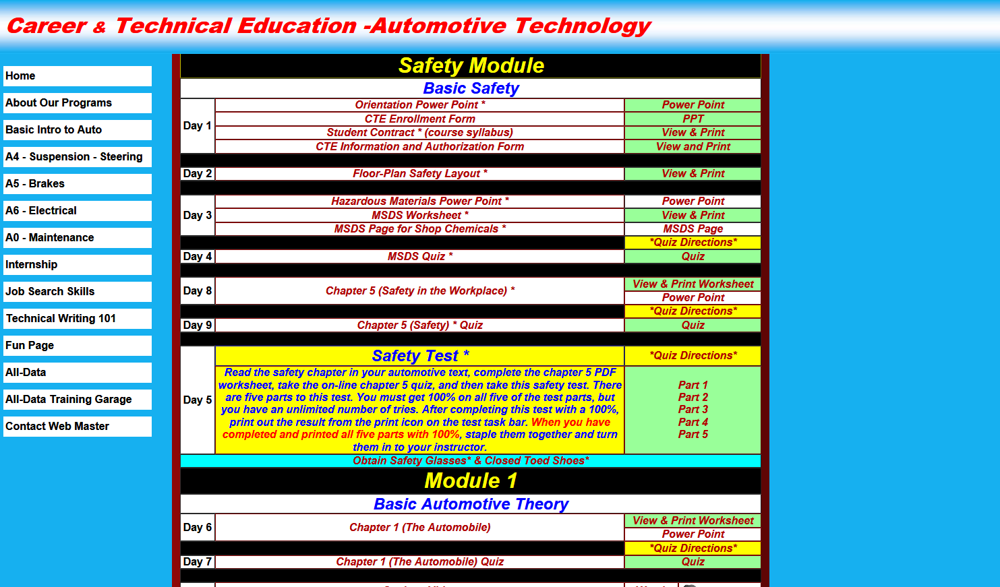 Career & Technical Education -Automotive Technology
Home
About Our Programs
Basic Intro to Auto
A4 - Suspension - Steering
A5 - Brakes
A6 - Electrical
A0 - Maintenance
Internship
Job Search Skills
Technical Writing 101
Fun Page
All-Data
All-Data Training Garage
Contact Web Master
Safety Module
Basic Safety
Day 1
Orientation Power Point * Power Point
CTE Enrollment Form PPT
Student Contract * (course syllabus) View & Print
CTE Information and Authorization Form View and Print
Day 2 Floor-Plan Safety Layout * View & Print
Day 3
Hazardous Materials Power Point * Power Point
MSDS Worksheet * View & Print
MSDS Page for Shop Chemicals * MSDS Page
*Quiz Directions*
Day 4 MSDS Quiz * Quiz
Day 8 Chapter 5 (Safety in the Workplace) *
View & Print Worksheet
Power Point
*Quiz Directions*
Day 9 Chapter 5 (Safety) * Quiz Quiz
Day 5
Safety Test * *Quiz Directions*
Read the safety chapter in your automotive text, complete the chapter 5 PDF
worksheet, take the on-line chapter 5 quiz, and then take this safety test. There
are five parts to this test. You must get 100% on all five of the test parts, but
you have an unlimited number of tries. After completing this test with a 100%,
print out the result from the print icon on the test task bar. When you have
completed and printed all five parts with 100%, staple them together and turn
them in to your instructor.
Part 1
Part 2
Part 3
Part 4
Part 5
Obtain Safety Glasses* & Closed Toed Shoes*
Module 1
Basic Automotive Theory
Day 6 Chapter 1 (The Automobile)
View & Print Worksheet
Power Point
*Quiz Directions*
Day 7 Chapter 1 (The Automobile) Quiz Quiz